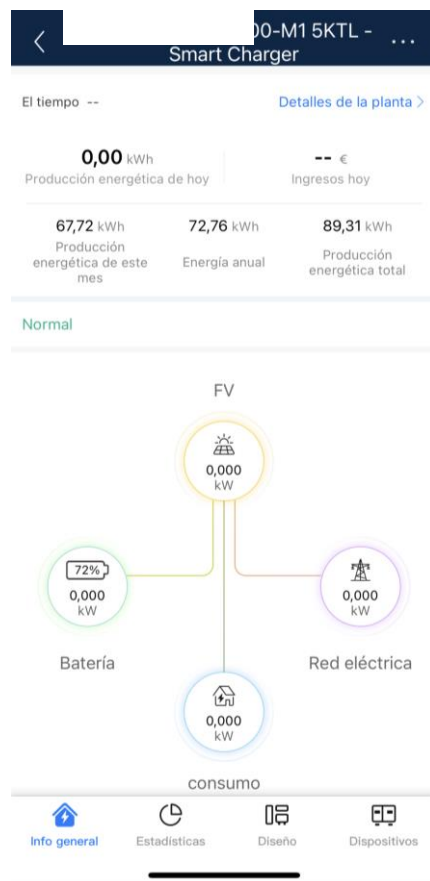 00-M1 5KTL -
Smart Charger
El tiempo --
Detalles de la planta >
0,00 kWh
Producción energética de hoy
-- €
Ingresos hoy
67,72 kWh
Producción
energética de este
mes
72,76 kWh
Energía anual
89,31 kWh
Producción
energética total
Normal
FV
0,000
kW
72%
0,000
kW
Batería
0,000
kW
Red eléctrica
0,000
kW
consumo
Info general
Estadísticas
Diseño
Dispositivos